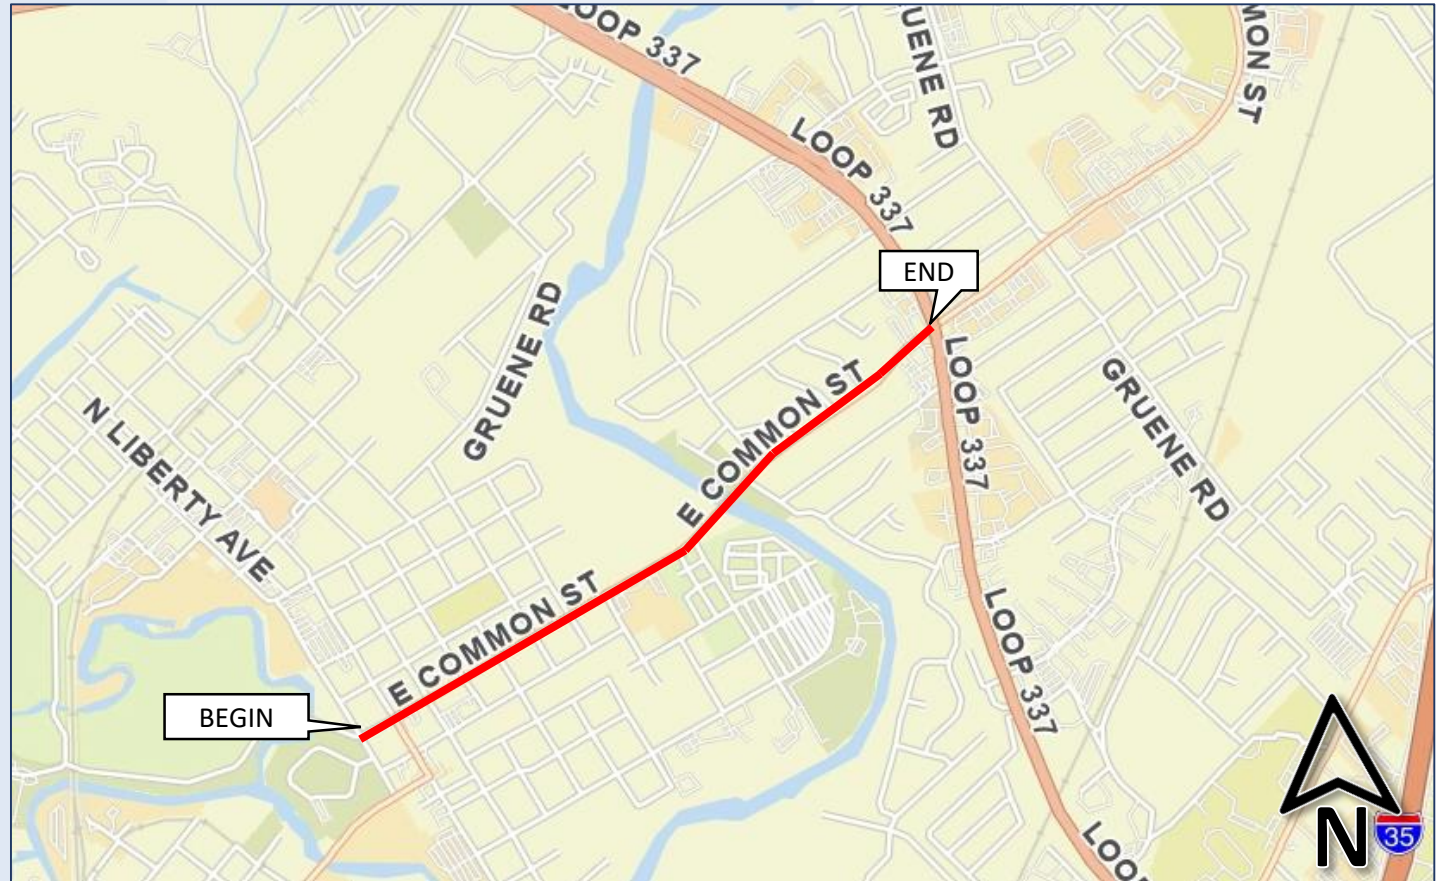 LOOP 337
UENE RD
MON ST
LOOP 337
END
GRUENE RD
LOOP 337
E COMMON ST
GRUENE RD
N LIBERTY AVE
E COMMON ST
LOOP 337
BEGIN
LOOP
N
35